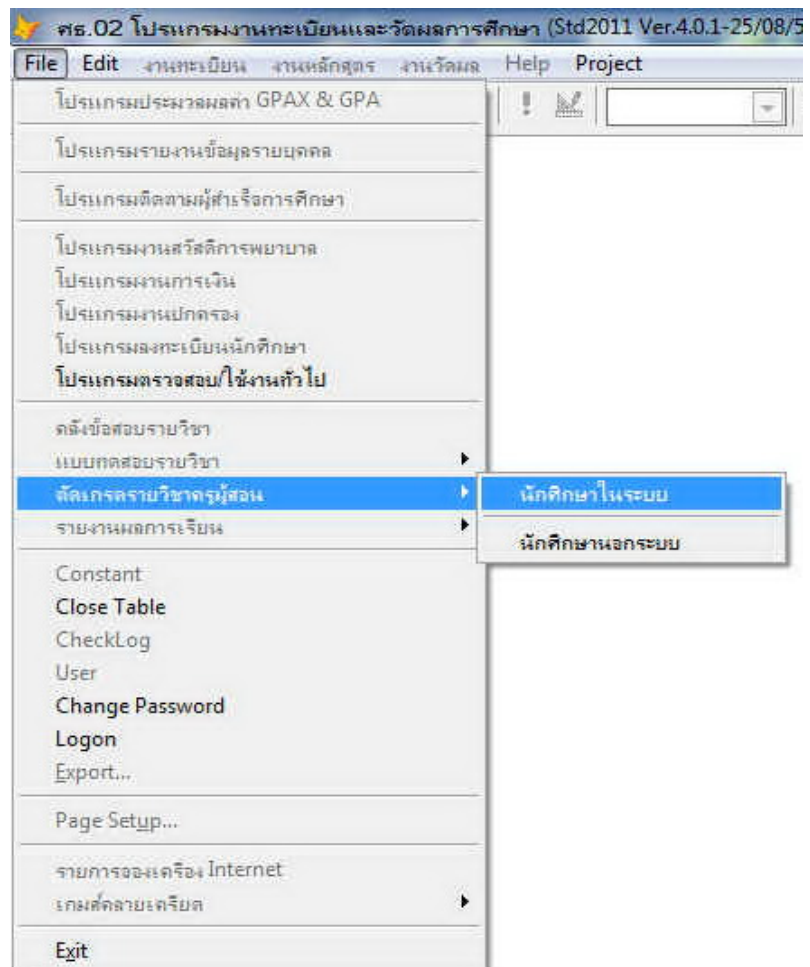 ศธ.02 โปรแกรมงานทะเบียนและวัดผลการศึกษา (Std2011 Ver.4.0.1-25/08/5
File Edit งานทะเบียน งานหลักสูตร งานวัดผล Help Project
โปรแกรมประมวลผลค่า GPAX & GPA
โปรแกรมรายงานข้อมูลรายบุคคล
โปรแกรมติดตามผู้สำเร็จการศึกษา
โปรแกรมงานสวัสดิการพยาบาล
โปรแกรมงานการเงิน
โปรแกรมงานปกครอง
โปรแกรมลงทะเบียนนักศึกษา
โปรแกรมตรวจสอบ/ใช้งานทั่วไป
คลังข้อสอบรายวิชา
แบบทดสอบรายวิชา
ตัดเกรดรายวิชาครูผู้สอน
นักศึกษาในระบบ
รายงานผลการเรียน
นักศึกษานอกระบบ
Constant
Close Table
CheckLog
User
Change Password
Logon
Export...
Page Setup...
รายการจองเครื่อง Internet
เกมส์คลายเครียด
Exit